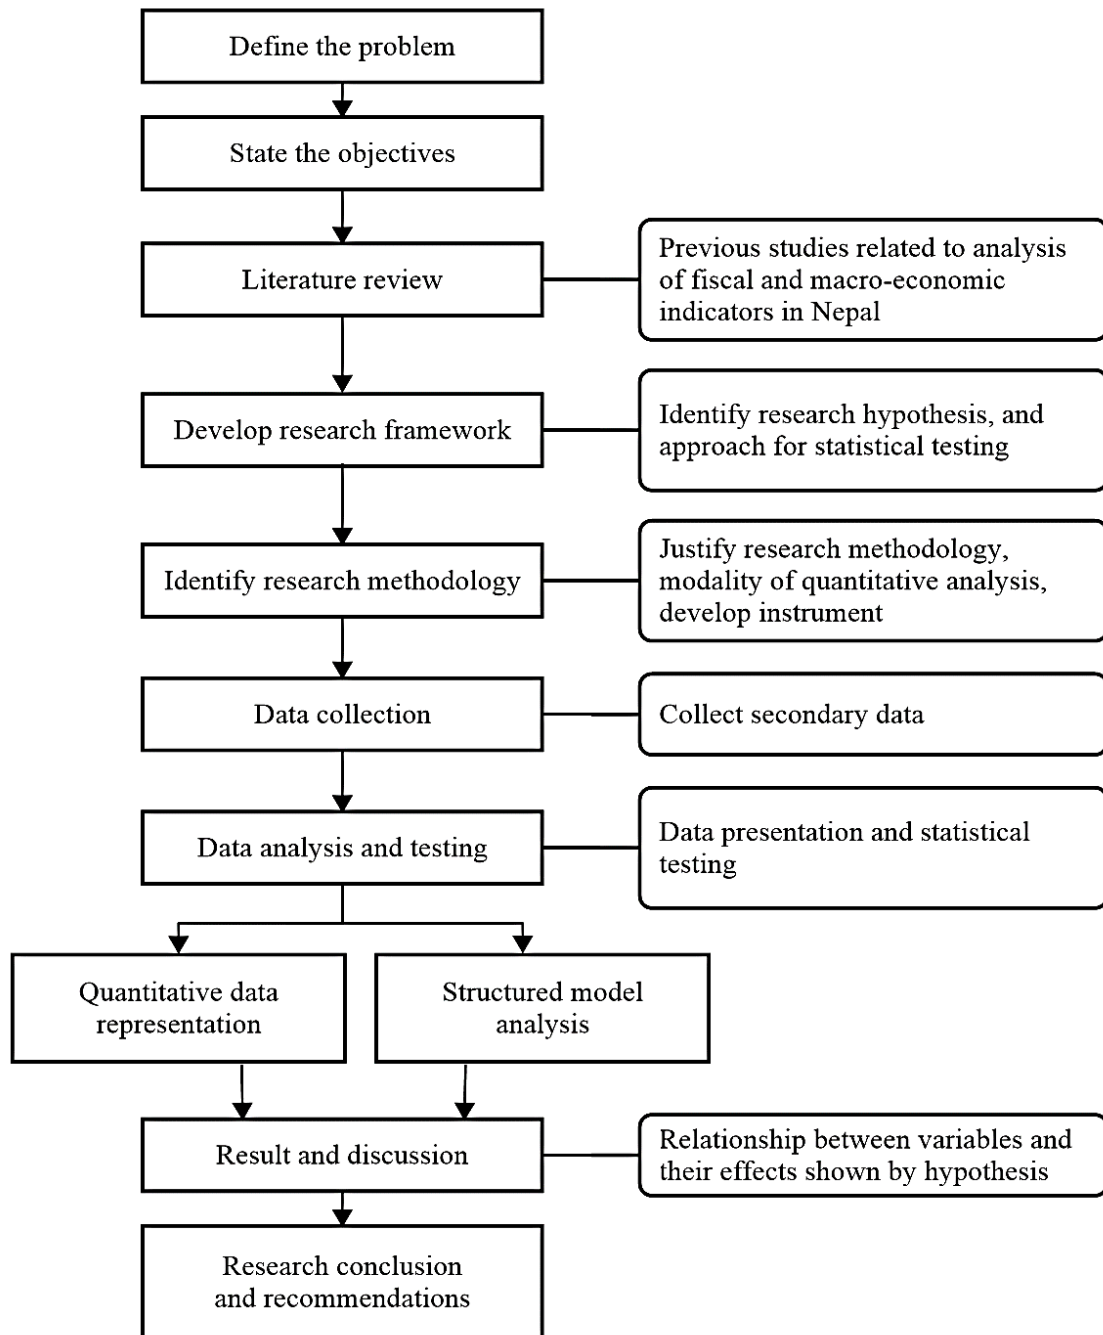 Define the problem
State the objectives
Literature review
Previous studies related to analysis
of fiscal and macro-economic
indicators in Nepal
Develop research framework
Identify research hypothesis, and
approach for statistical testing
Identify research methodology
Justify research methodology,
modality of quantitative analysis,
develop instrument
Data collection
Collect secondary data
Data analysis and testing
Data presentation and statistical
testing
Quantitative data
representation
Structured model
analysis
Result and discussion
Relationship between variables and
their effects shown by hypothesis
Research conclusion
and recommendations